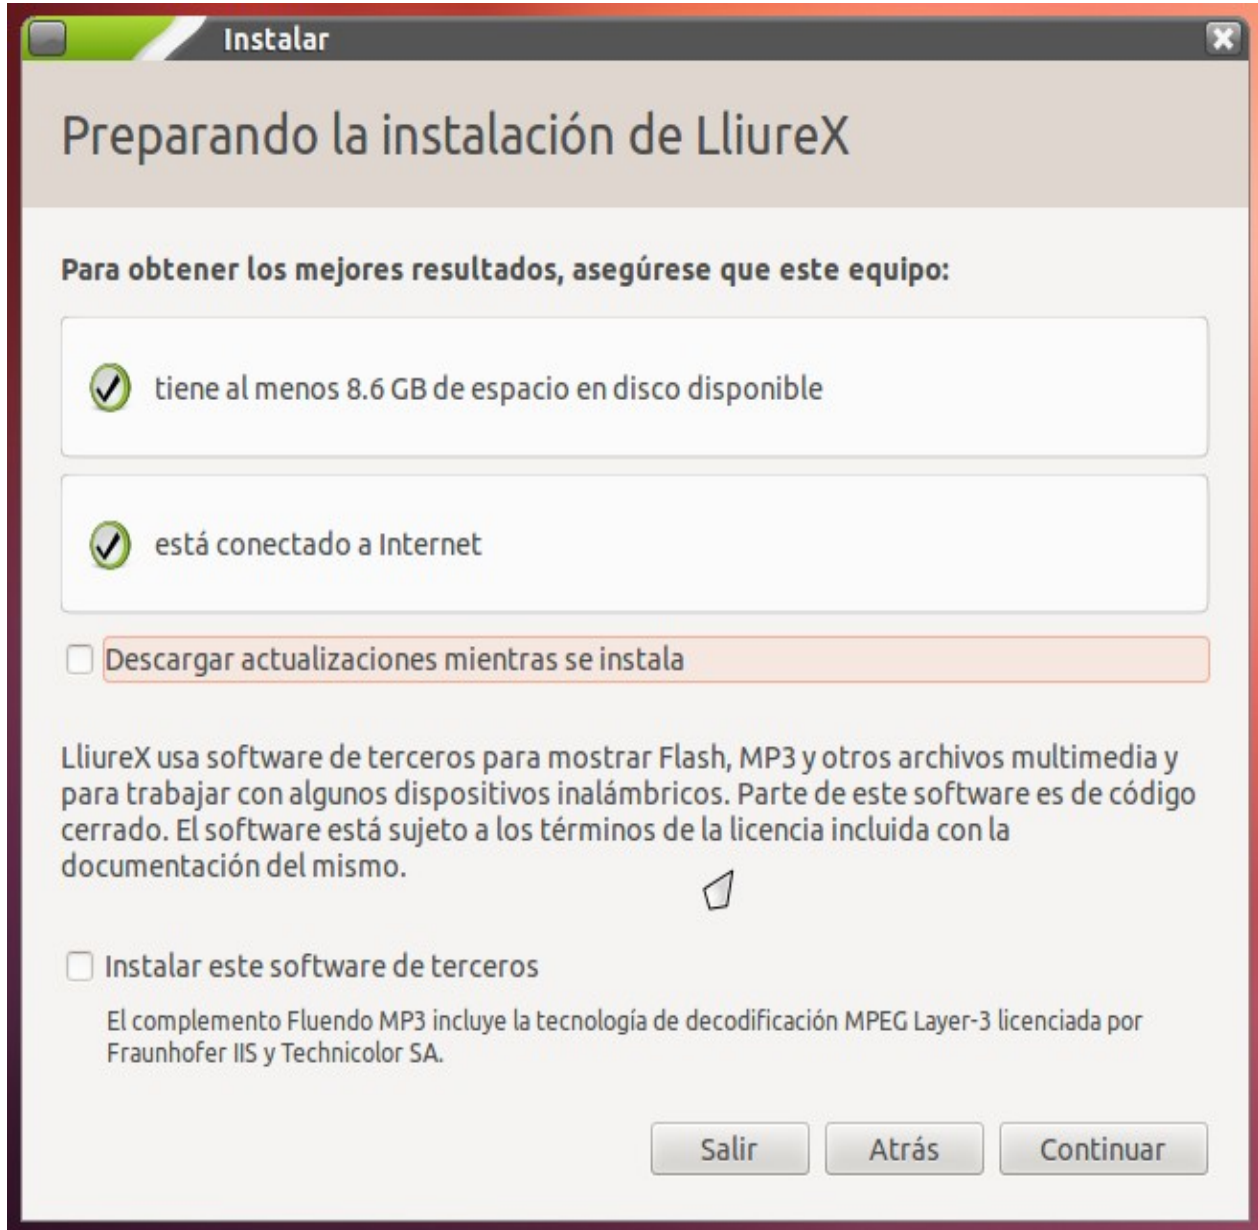 Instalar
Preparando la instalación de LliureX
Para obtener los mejores resultados, asegúrese que este equipo:
tiene al menos 8.6 GB de espacio en disco disponible
está conectado a Internet
Descargar actualizaciones mientras se instala
LliureX usa software de terceros para mostrar Flash, MP3 y otros archivos multimedia y
para trabajar con algunos dispositivos inalámbricos. Parte de este software es de código
cerrado. El software está sujeto a los términos de la licencia incluida con la
documentación del mismo.
Instalar este software de terceros
El complemento Fluendo MP3 incluye la tecnología de decodificación MPEG Layer-3 licenciada por
Fraunhofer IIS y Technicolor SA.
Salir
Atrás
Continuar